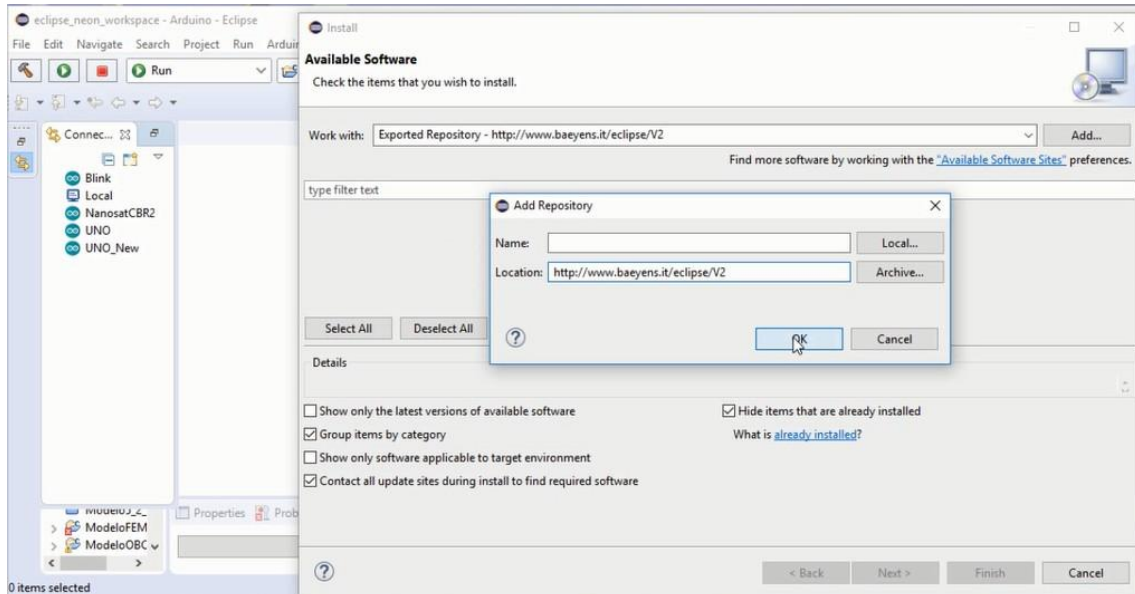 eclipse_neon_workspace - Arduino - Eclipse
File Edit Navigate Search Project Run
Run
Connec...
Blink
Local
NanosatCBR2
UNO
UNO_New
ModeloFEM
ModeloOBC
Properties
0 items selected
Install
Available Software
Check the items that you wish to install.
Work with: Exported Repository - http://www.baeyens.it/eclipse/V2 Add...
Find more software by working with the "Available Software Sites" preferences.
type filter text
Add Repository
Name: Local...
Location: http://www.baeyens.it/eclipse/V2 Archive...
OK Cancel
Select All Deselect All
Details
Show only the latest versions of available software Hide items that are already installed
Group items by category What is already installed?
Show only software applicable to target environment
Contact all update sites during install to find required software
< Back Next > Finish Cancel